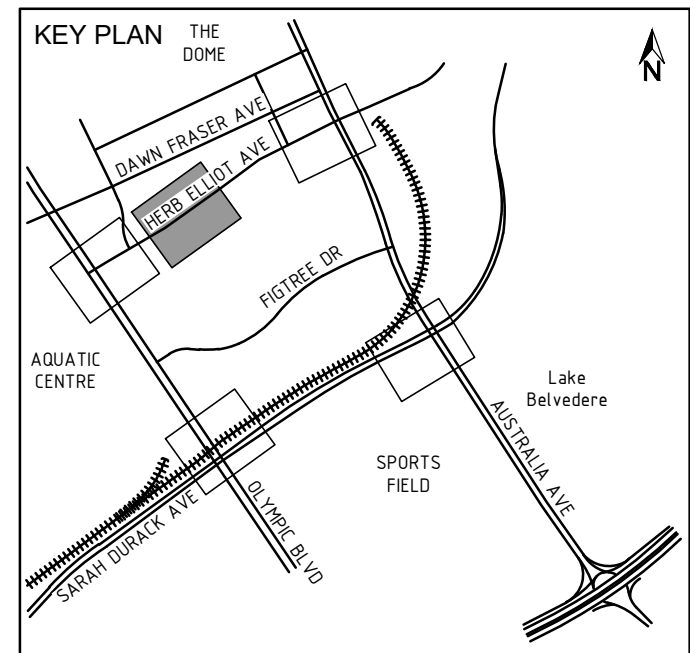 KEY PLAN
THE
DOME
N
DAWN FRASER AVE
HERB ELLIOT AVE
FIGTREE DR
AQUATIC
CENTRE
Lake
Belvedere
AUSTRALIA AVE
SPORTS
FIELD
OLYMPIC BLVD
SARAH DURACK AVE